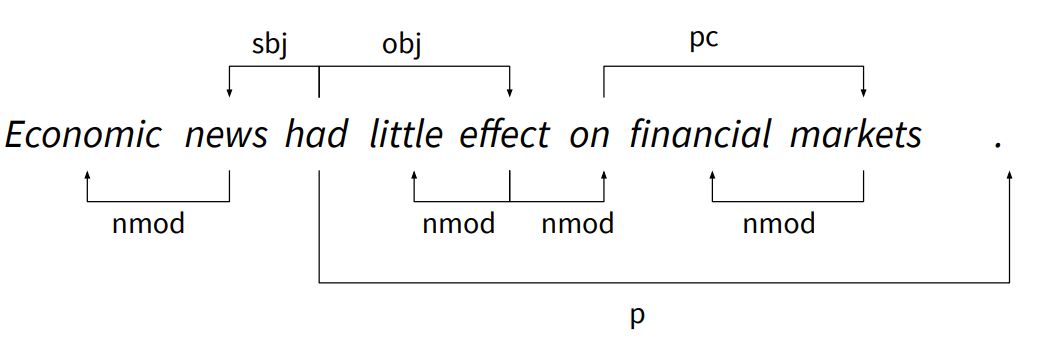 sbj obj pc
Economic news had little effect on financial markets .
nmod nmod nmod nmod
p